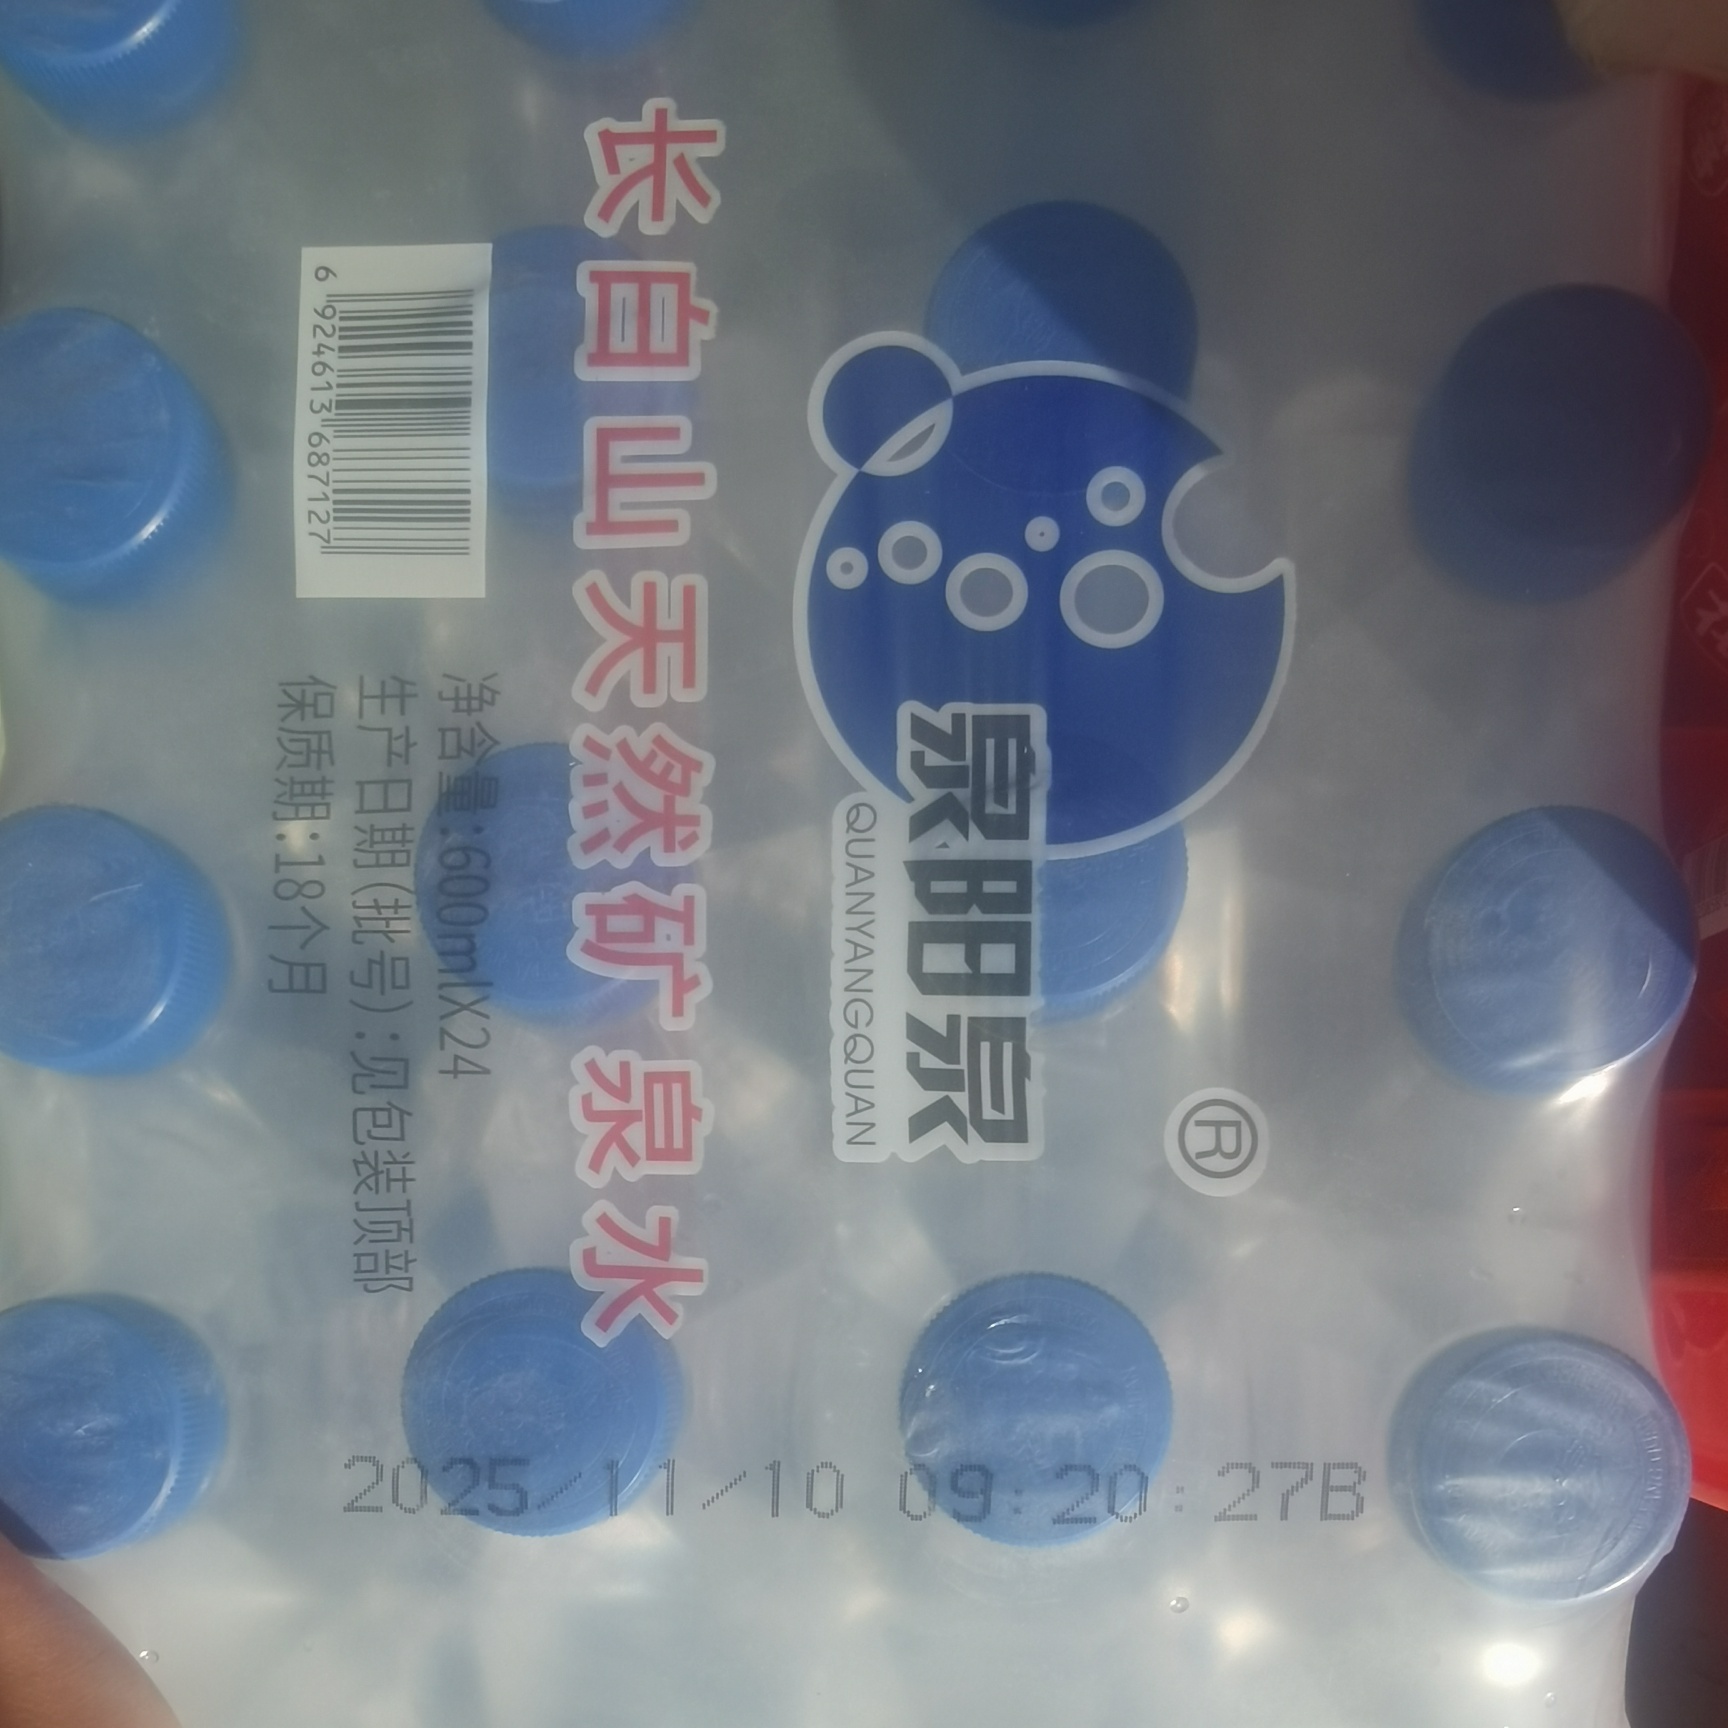 泉阳泉
®
QUANYANGQUAN
长白山天然矿泉水
净含量:600mlX24
生产日期(批号):见包装顶部
保质期:18个月
6 924613 687127
2025/11/10 09:20:27B